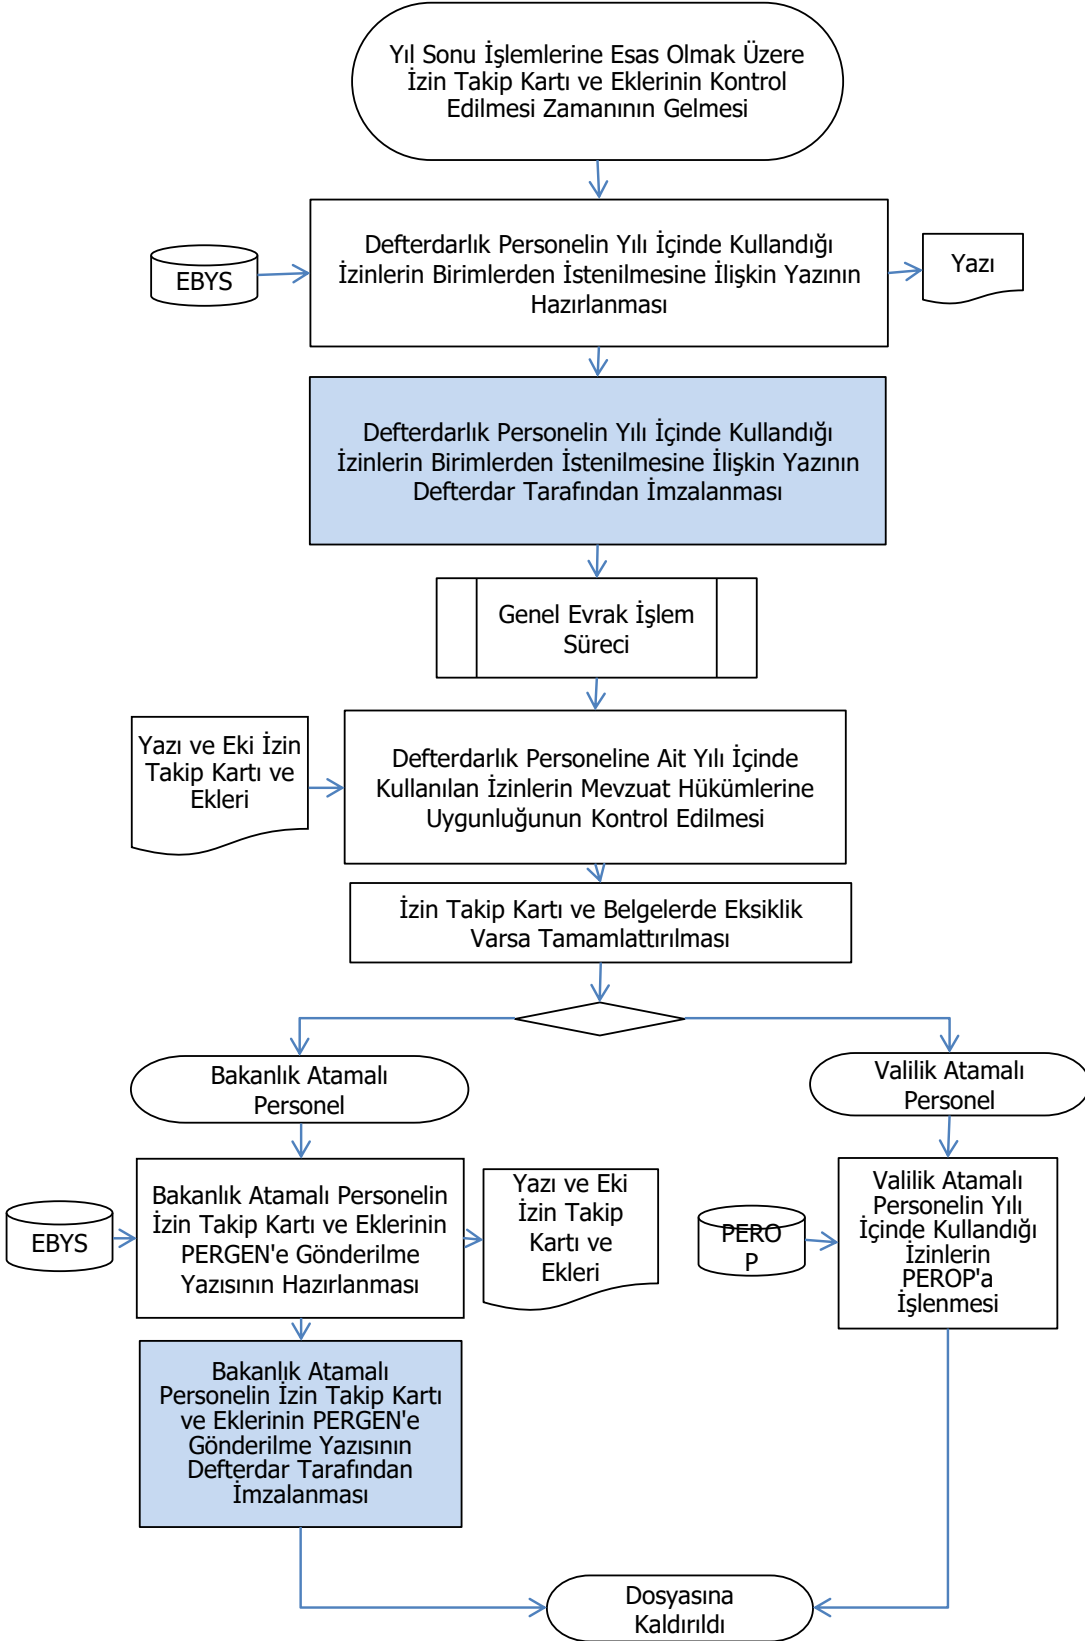 Yıl Sonu İşlemlerine Esas Olmak Üzere
İzin Takip Kartı ve Eklerinin Kontrol
Edilmesi Zamanının Gelmesi
Defterdarlık Personelin Yılı İçinde Kullandığı
İzinlerin Birimlerden İstenilmesine İlişkin Yazının
Hazırlanması
EBYS
Yazı
Defterdarlık Personelin Yılı İçinde Kullandığı
İzinlerin Birimlerden İstenilmesine İlişkin Yazının
Defterdar Tarafından İmzalanması
Genel Evrak İşlem
Süreci
Yazı ve Eki İzin
Takip Kartı ve
Ekleri
Defterdarlık Personeline Ait Yılı İçinde
Kullanılan İzinlerin Mevzuat Hükümlerine
Uygunluğunun Kontrol Edilmesi
İzin Takip Kartı ve Belgelerde Eksiklik
Varsa Tamamlattırılması
Bakanlık Atamalı
Personel
Valilik Atamalı
Personel
EBYS
Bakanlık Atamalı Personelin
İzin Takip Kartı ve Eklerinin
PERGEN'e Gönderilme
Yazısının Hazırlanması
Yazı ve Eki
İzin Takip
Kartı ve
Ekleri
PERO
P
Valilik Atamalı
Personelin Yılı
İçinde Kullandığı
İzinlerin
PEROP'a
İşlenmesi
Bakanlık Atamalı
Personelin İzin Takip Kartı
ve Eklerinin PERGEN'e
Gönderilme Yazısının
Defterdar Tarafından
İmzalanması
Dosyasına
Kaldırıldı